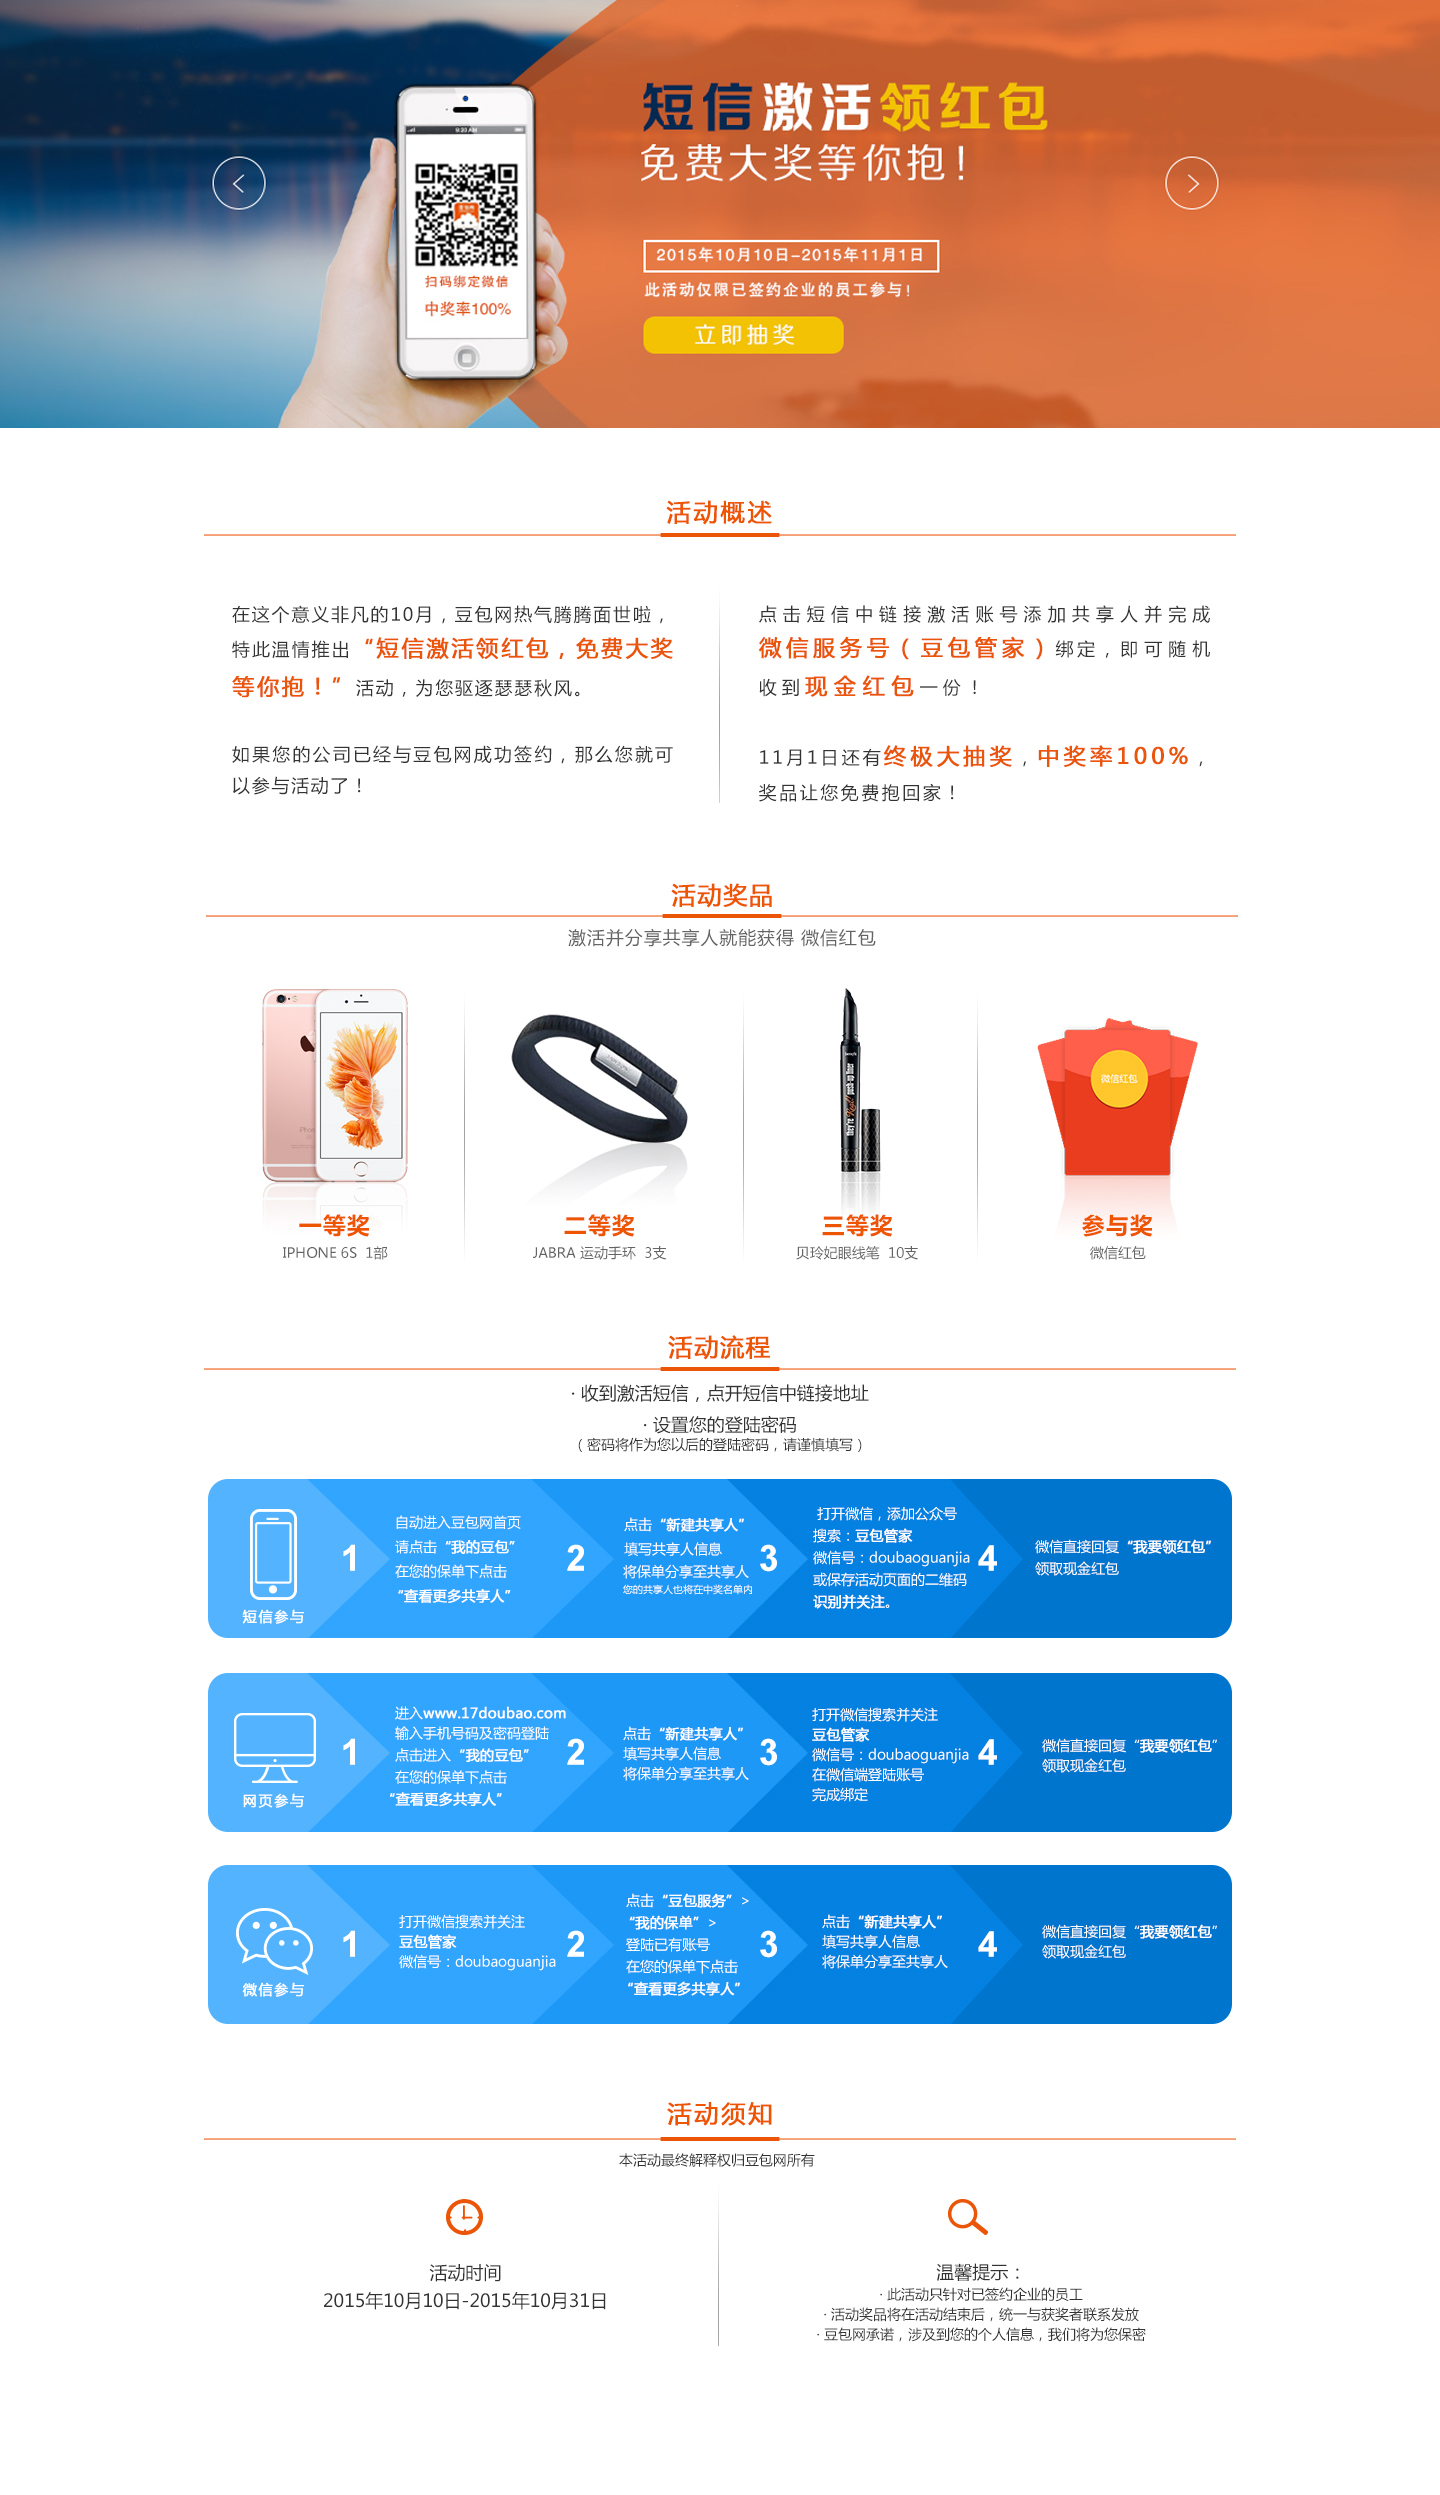 短信激活领红包
免费大奖等你抱！
2015年10月10日-2015年11月1日
此活动仅限已签约企业的员工参与！
立即抽奖
9:20 AM
扫码绑定微信
中奖率100%
活动概述
在这个意义非凡的10月，豆包网热气腾腾面世啦，
特此温情推出 “短信激活领红包，免费大奖
等你抱！” 活动，为您驱逐瑟瑟秋风。
如果您的公司已经与豆包网成功签约，那么您就可
以参与活动了！
点击短信中链接激活账号添加共享人并完成
微信服务号（豆包管家）绑定，即可随机
收到现金红包一份！
11月1日还有终极大抽奖，中奖率100%，
奖品让您免费抱回家！
活动奖品
激活并分享共享人就能获得 微信红包
微信红包
一等奖
IPHONE 6S 1部
二等奖
JABRA 运动手环 3支
三等奖
贝玲妃眼线笔 10支
参与奖
微信红包
活动流程
· 收到激活短信，点开短信中链接地址
· 设置您的登陆密码
（密码将作为您以后的登陆密码，请谨慎填写）
短信参与
1
自动进入豆包网首页
请点击 “我的豆包”
在您的保单下点击
“查看更多共享人”
2
点击 “新建共享人”
填写共享人信息
将保单分享至共享人
您的共享人也将在中奖名单内
3
打开微信，添加公众号
搜索：豆包管家
微信号：doubaoguanjia
或保存活动页面的二维码
识别并关注。
4
微信直接回复 “我要领红包”
领取现金红包
网页参与
1
进入www.17doubao.com
输入手机号码及密码登陆
点击进入 “我的豆包”
在您的保单下点击
“查看更多共享人”
2
点击 “新建共享人”
填写共享人信息
将保单分享至共享人
3
打开微信搜索并关注
豆包管家
微信号：doubaoguanjia
在微信端登陆账号
完成绑定
4
微信直接回复 “我要领红包”
领取现金红包
微信参与
1
打开微信搜索并关注
豆包管家
微信号：doubaoguanjia
2
点击 “豆包服务” >
“我的保单” >
登陆已有账号
在您的保单下点击
“查看更多共享人”
3
点击 “新建共享人”
填写共享人信息
将保单分享至共享人
4
微信直接回复 “我要领红包”
领取现金红包
活动须知
本活动最终解释权归豆包网所有
活动时间
2015年10月10日-2015年10月31日
温馨提示：
· 此活动只针对已签约企业的员工
· 活动奖品将在活动结束后，统一与获奖者联系发放
· 豆包网承诺，涉及到您的个人信息，我们将为您保密